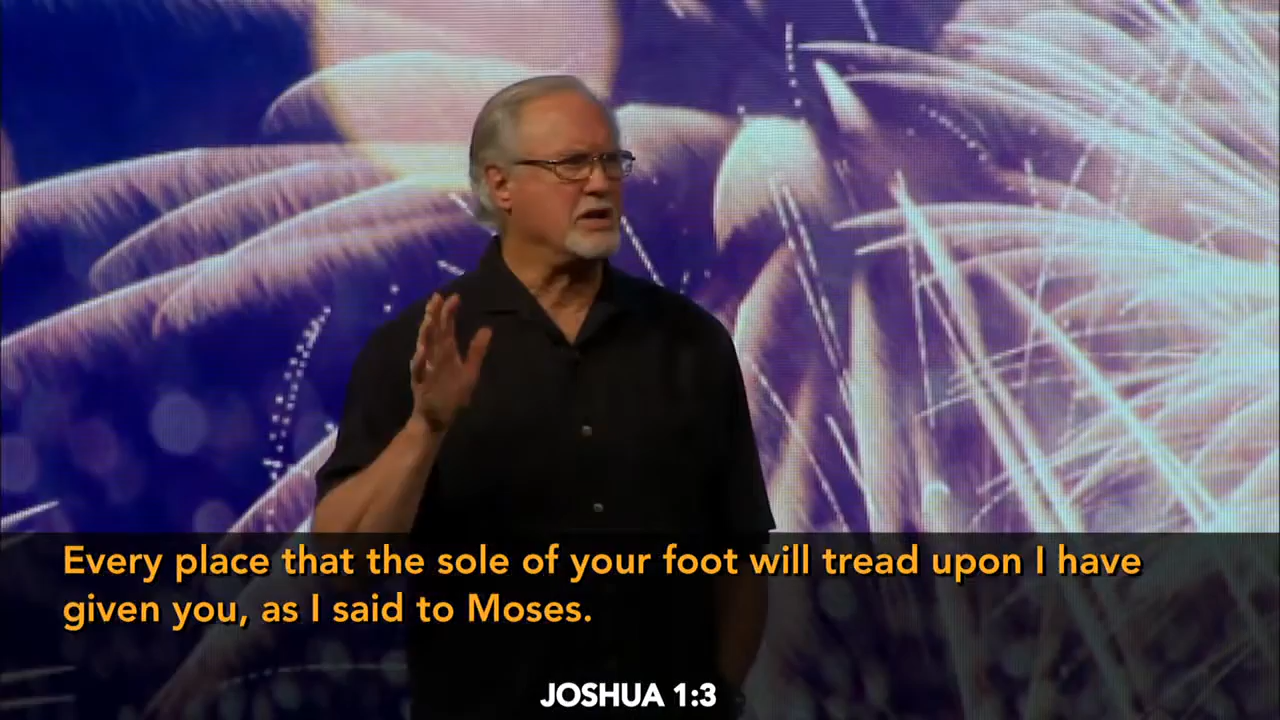 Every place that the sole of your foot will tread upon I have
given you, as I said to Moses.
JOSHUA 1:3